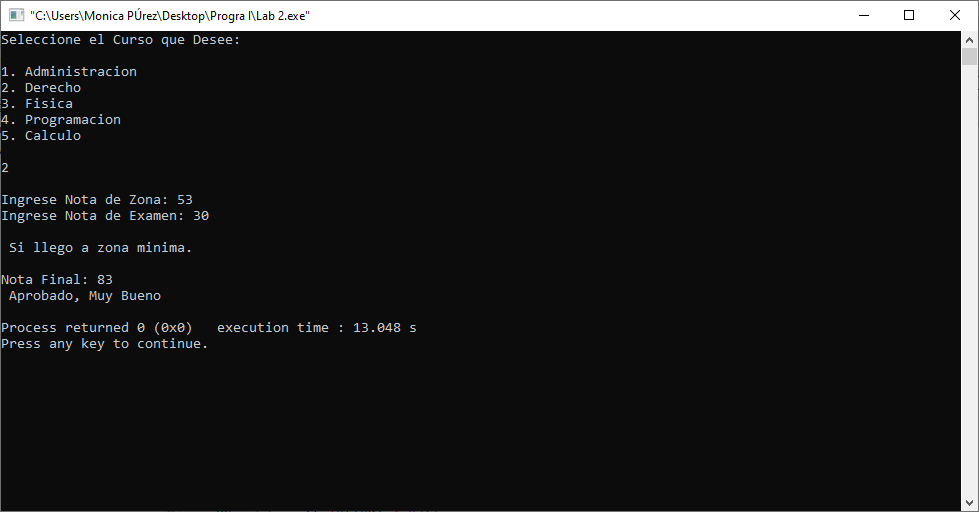 "C:\Users\Monica PÚrez\Desktop\Progra I\Lab 2.exe"
Seleccione el Curso que Desee:
1. Administracion
2. Derecho
3. Fisica
4. Programacion
5. Calculo
2
Ingrese Nota de Zona: 53
Ingrese Nota de Examen: 30
Si llego a zona minima.
Nota Final: 83
Aprobado, Muy Bueno
Process returned 0 (0x0)   execution time : 13.048 s
Press any key to continue.